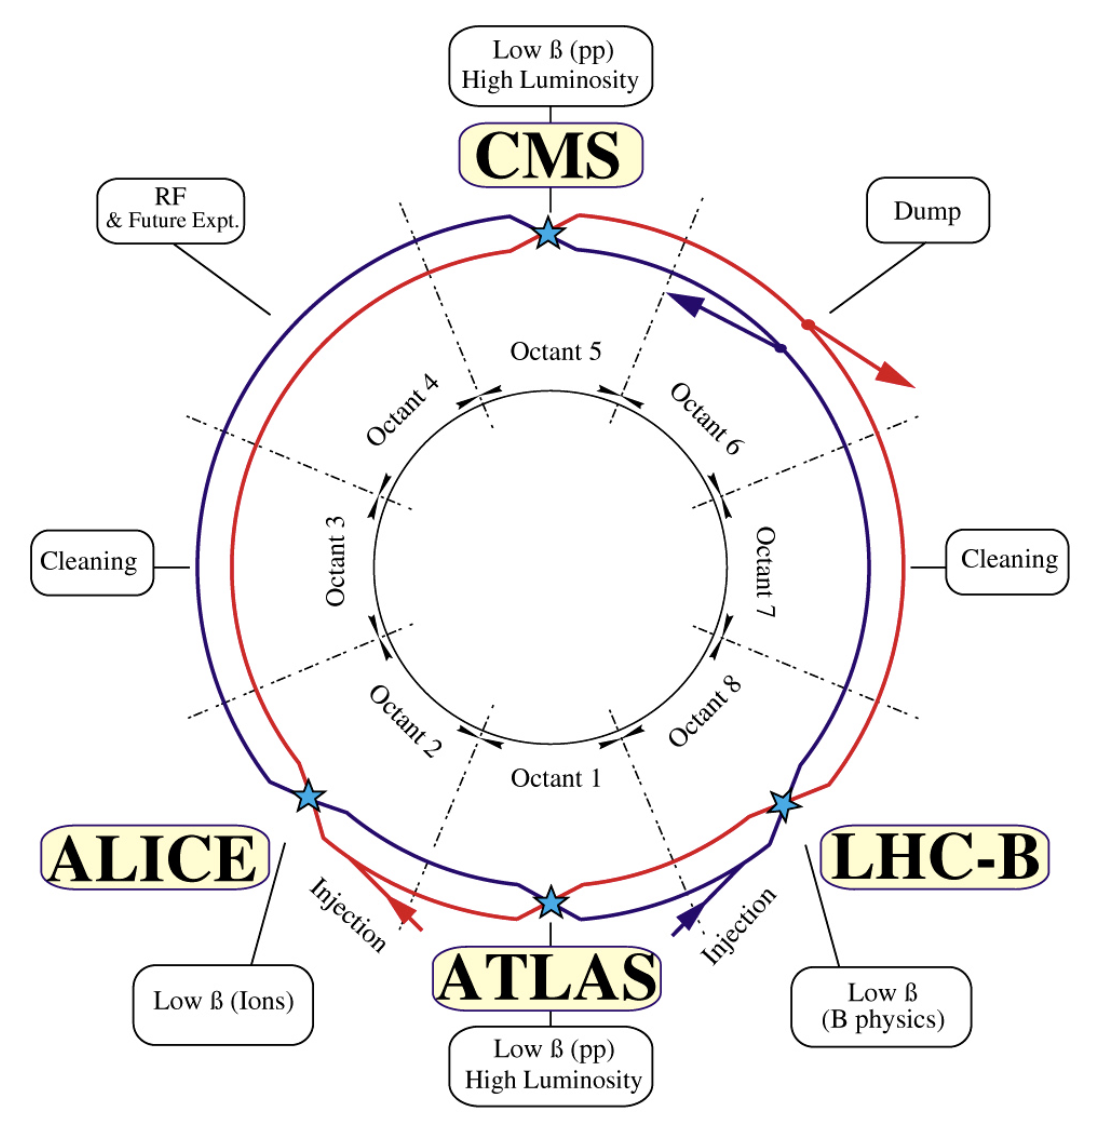 Low ß (pp)
High Luminosity
CMS
RF
& Future Expt.
Dump
Octant 5
Octant 4
Octant 6
Cleaning
Octant 3
Octant 7
Cleaning
Octant 2
Octant 8
Octant 1
ALICE
LHC-B
Injection
Injection
ATLAS
Low ß (Ions)
Low ß
(B physics)
Low ß (pp)
High Luminosity